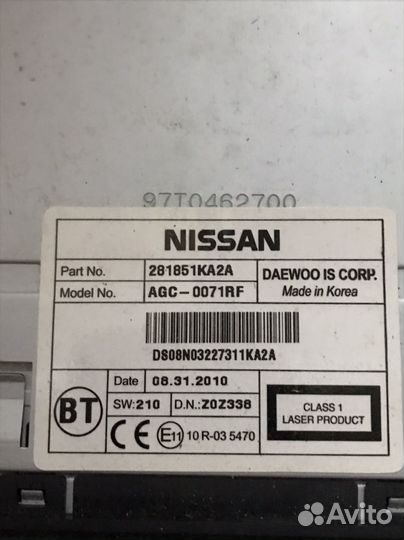 97T0462700
NISSAN
Part No. 281851KA2A
Model No. AGC-0071RF
DAEWOO IS CORP.
Made in Korea
DS08N03227311KA2A
BT
Date 08.31.2010
SW:210 D.N.:Z0Z338
CE E11 10 R-03 5470
CLASS 1
LASER PRODUCT
Avito